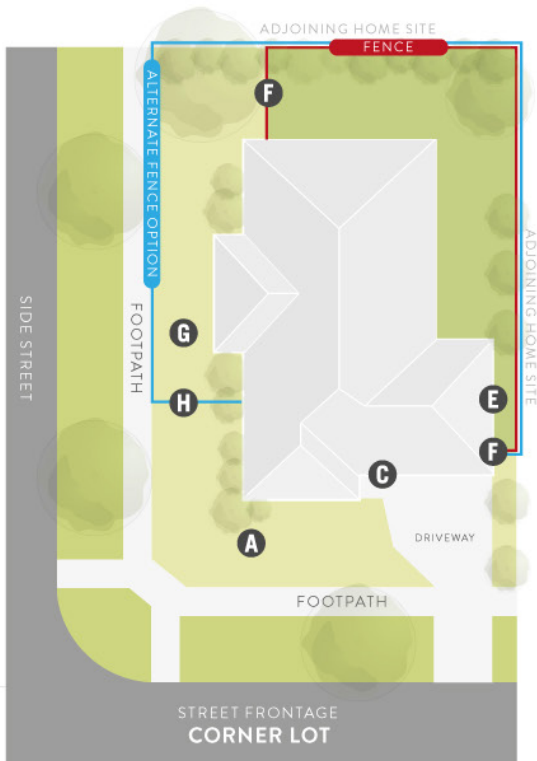 ADJOINING HOME SITE
FENCE
F
ALTERNATE FENCE OPTION
ADJOINING HOME SITE
SIDE STREET
FOOTPATH
G
H
E
F
C
A
DRIVEWAY
FOOTPATH
STREET FRONTAGE
CORNER LOT